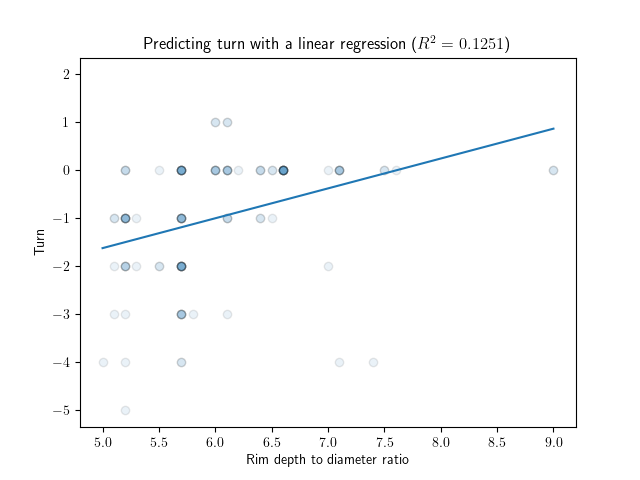 Predicting turn with a linear regression (R² = 0.1251)
2
1
0
−1
−2
−3
−4
−5
Turn
5.0 5.5 6.0 6.5 7.0 7.5 8.0 8.5 9.0
Rim depth to diameter ratio